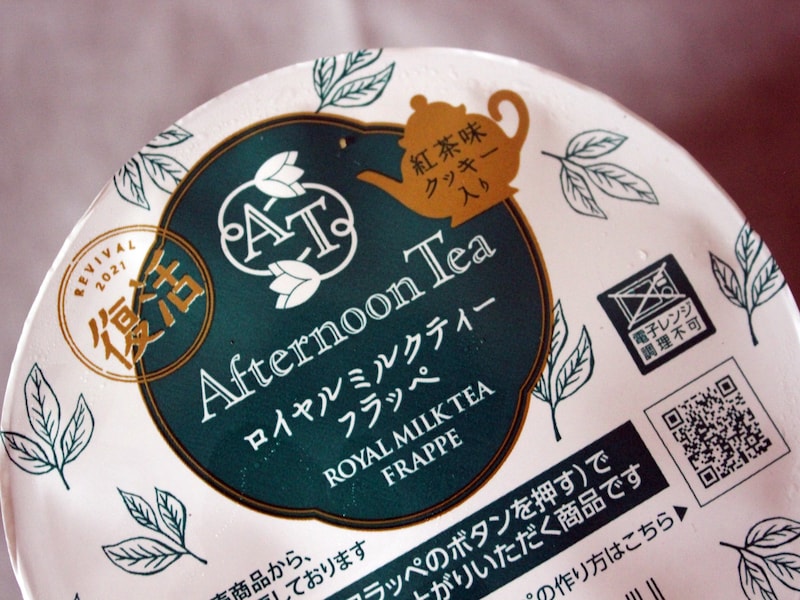 紅茶味
クッキー
入り
AT
REVIVAL
2021
復活
Afternoon Tea
ロイヤルミルクティー
フラッペ
ROYAL MILK TEA
FRAPPE
電子レンジ
調理不可
フラッペのボタンを押す)で
上がりいただく商品です
の作り方はこちら▶
売商品から、
しております